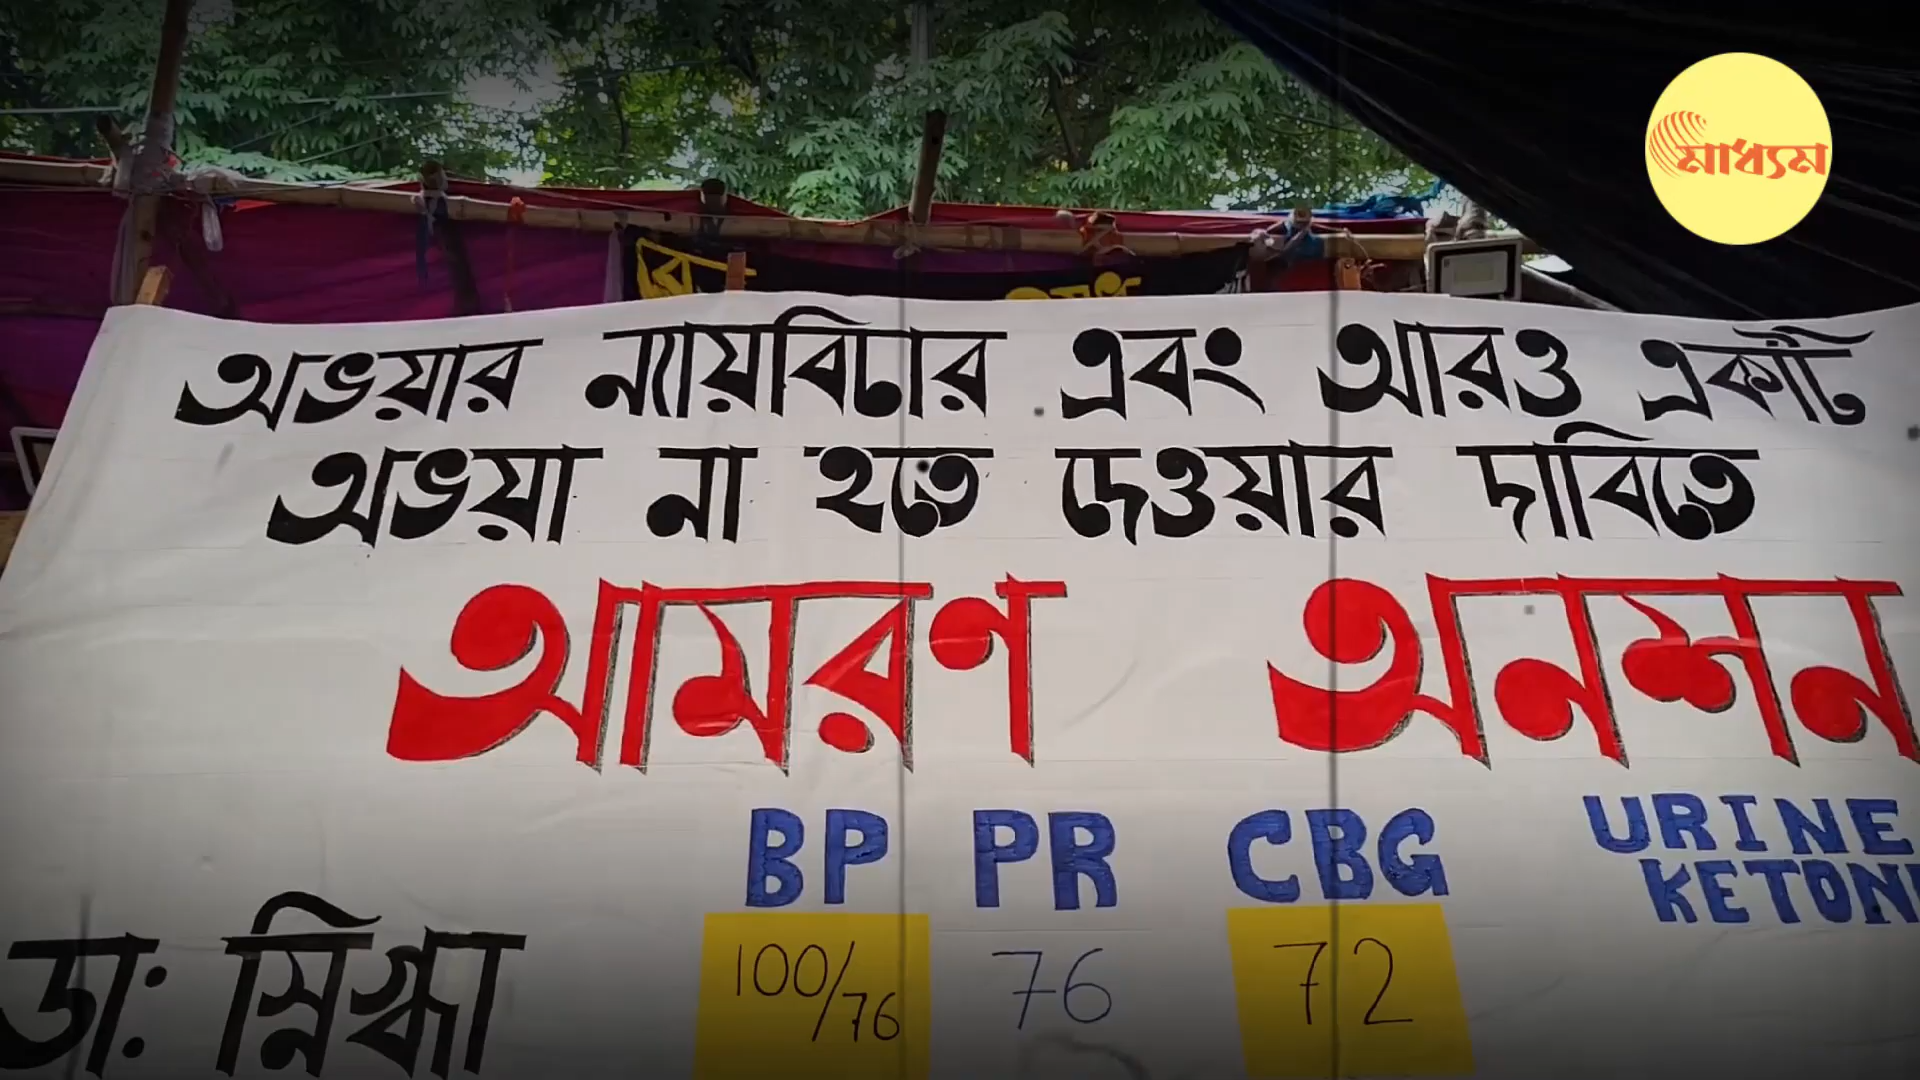 মাধ্যম
অভয়ার ন্যায়বিচার এবং আরও একটি
অভয়া না হতে দেওয়ার দাবিতে
আমরণ অনশন
BP PR CBG URINE
KETON
ডাঃ স্নিগ্ধা 100/76 76 72